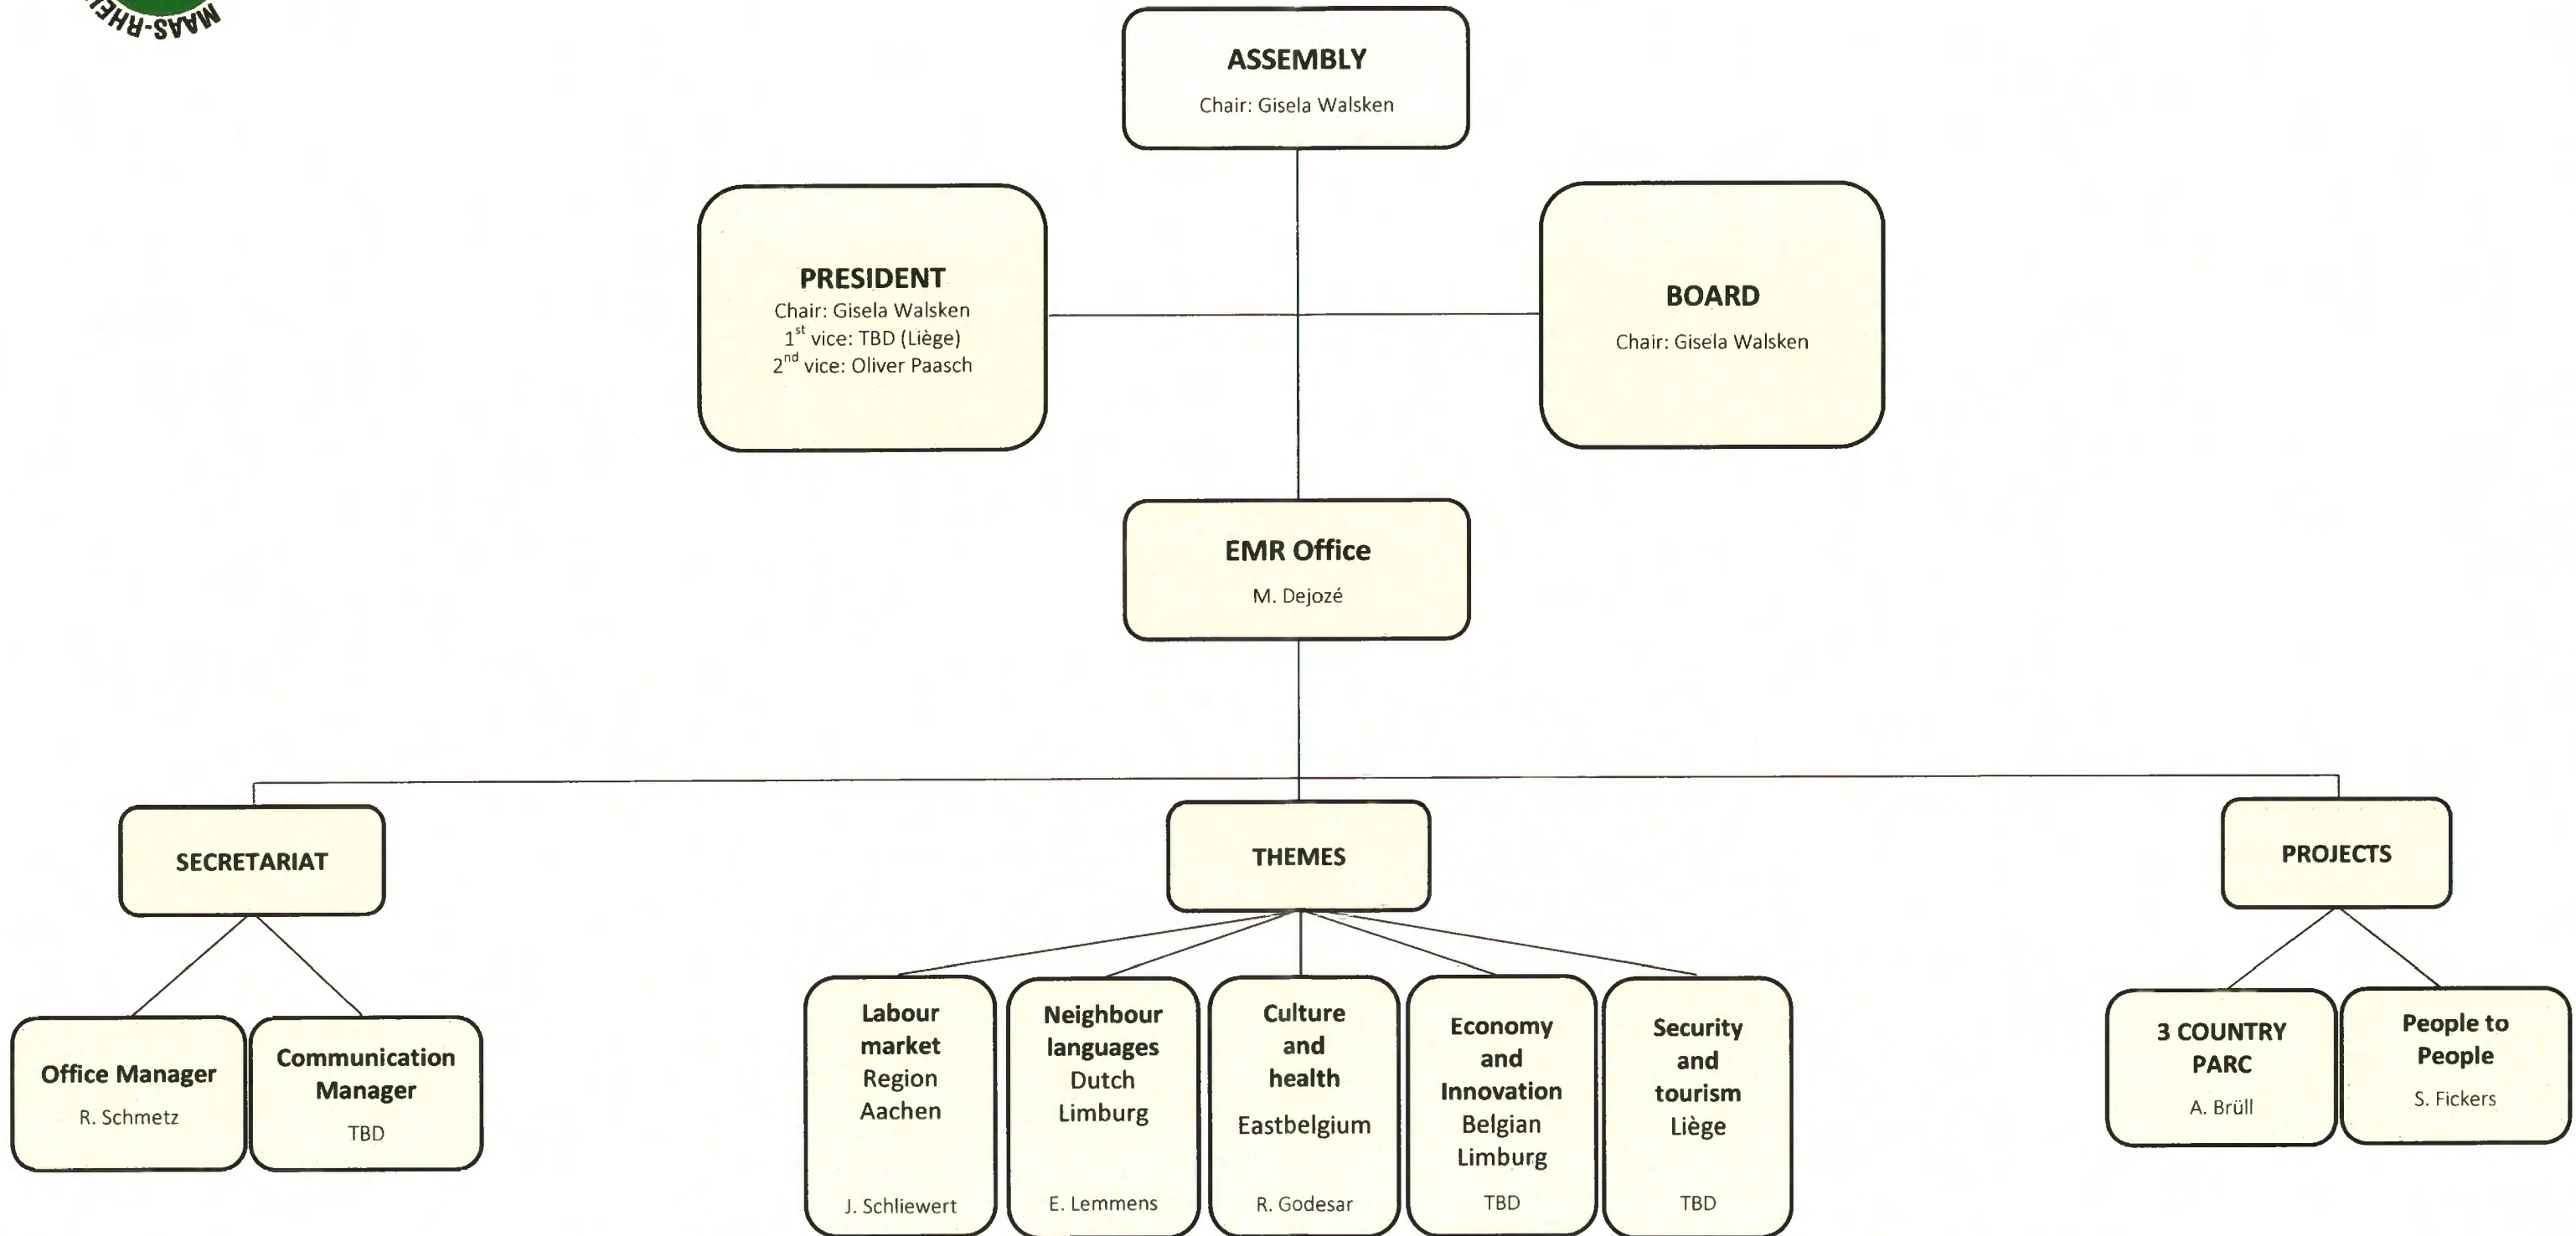 MAAS-RHEI
ASSEMBLY
Chair: Gisela Walsken
PRESIDENT
Chair: Gisela Walsken
1st vice: TBD (Liège)
2nd vice: Oliver Paasch
BOARD
Chair: Gisela Walsken
EMR Office
M. Dejozé
SECRETARIAT
THEMES
PROJECTS
Office Manager
R. Schmetz
Communication
Manager
TBD
Labour
market
Region
Aachen
J. Schliewert
Neighbour
languages
Dutch
Limburg
E. Lemmens
Culture
and
health
Eastbelgium
R. Godesar
Economy
and
Innovation
Belgian
Limburg
TBD
Security
and
tourism
Liège
TBD
3 COUNTRY
PARC
A. Brüll
People to
People
S. Fickers